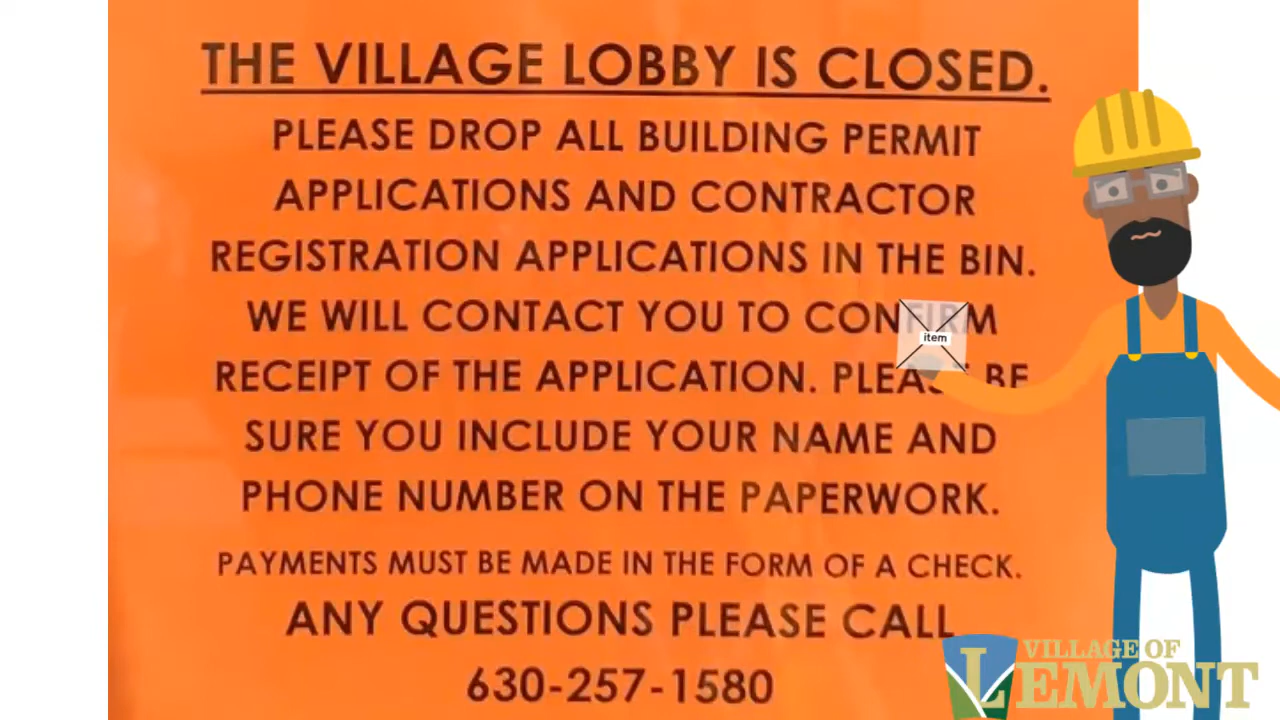 THE VILLAGE LOBBY IS CLOSED.
PLEASE DROP ALL BUILDING PERMIT
APPLICATIONS AND CONTRACTOR
REGISTRATION APPLICATIONS IN THE BIN.
WE WILL CONTACT YOU TO CONFIRM
item
RECEIPT OF THE APPLICATION. PLEASE BE
SURE YOU INCLUDE YOUR NAME AND
PHONE NUMBER ON THE PAPERWORK.
PAYMENTS MUST BE MADE IN THE FORM OF A CHECK.
ANY QUESTIONS PLEASE CALL
630-257-1580
VILLAGE OF
LEMONT